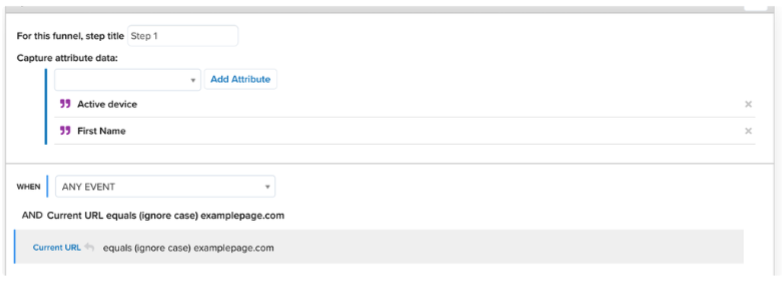 For this funnel, step title Step 1
Capture attribute data:
Add Attribute
Active device
First Name
WHEN ANY EVENT
AND Current URL equals (ignore case) examplepage.com
Current URL equals (ignore case) examplepage.com